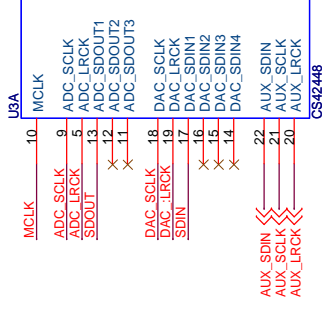 U3A
CS42448
MCLK
ADC_SCLK
ADC_LRCK
ADC_SDOUT1
ADC_SDOUT2
ADC_SDOUT3
DAC_SCLK
DAC_LRCK
DAC_SDIN1
DAC_SDIN2
DAC_SDIN3
DAC_SDIN4
AUX_SDIN
AUX_SCLK
AUX_LRCK
10
9
5
13
12
11
18
19
17
16
15
14
22
21
20
MCLK
ADC_SCLK
ADC_LRCK
SDOUT
DAC_SCLK
DAC_:LRCK
SDIN
AUX_SDIN
AUX_SCLK
AUX_LRCK